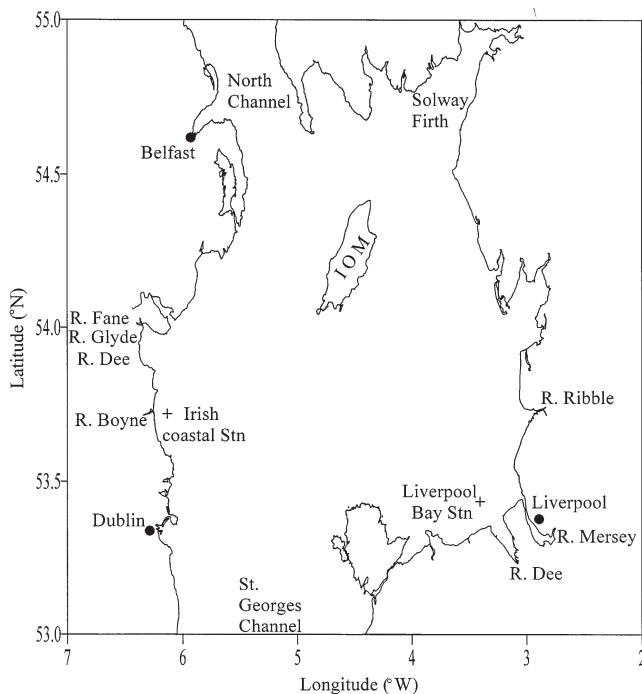 55.0
54.5
54.0
53.5
53.0
Latitude (°N)
North
Channel
Solway
Firth
Belfast
IOM
R. Fane
R. Glyde
R. Dee
R. Boyne
Irish
coastal Stn
R. Ribble
Liverpool
Bay Stn
Liverpool
R. Mersey
R. Dee
Dublin
St.
Georges
Channel
7
6
5
4
3
2
Longitude (°W)